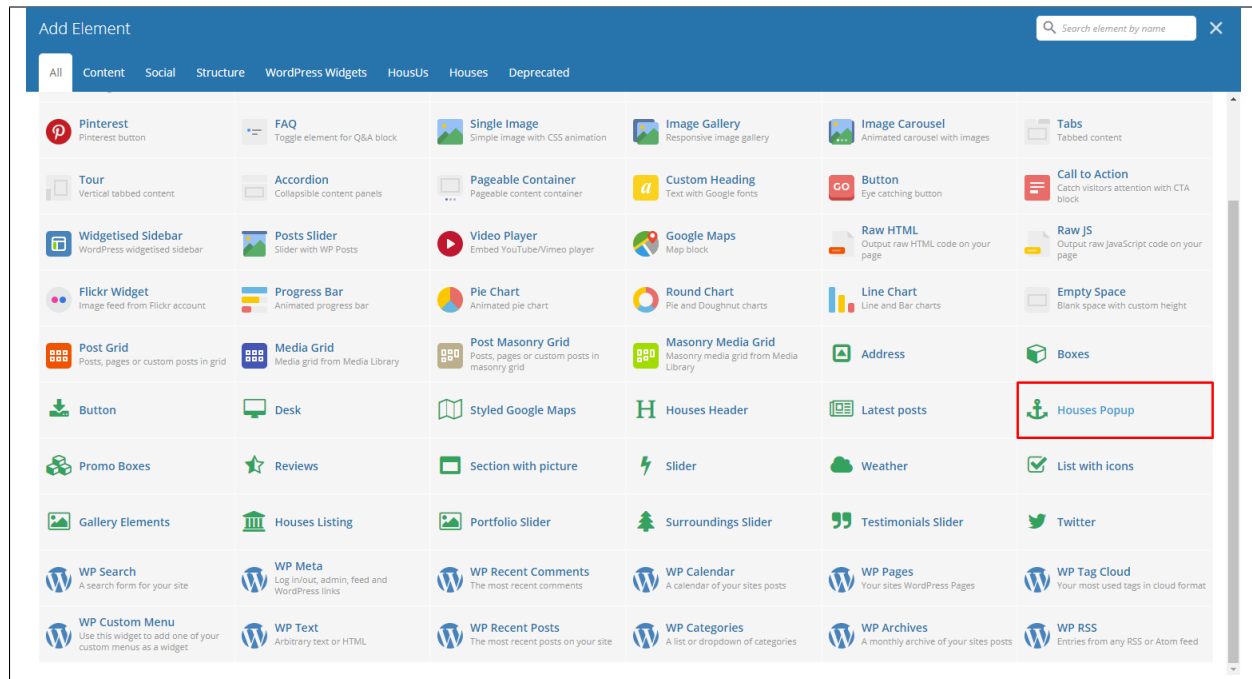 Add Element
Search element by name
All Content Social Structure WordPress Widgets HousUs Houses Deprecated
Pinterest
Pinterest button
FAQ
Toggle element for Q&A block
Single Image
Simple image with CSS animation
Image Gallery
Responsive image gallery
Image Carousel
Animated carousel with images
Tabs
Tabbed content
Tour
Vertical tabbed content
Accordion
Collapsible content panels
Pageable Container
Pageable content container
a
Custom Heading
Text with Google fonts
GO
Button
Eye catching button
Call to Action
Catch visitors attention with CTA
block
Widgetised Sidebar
WordPress widgetised sidebar
Posts Slider
Slider with WP Posts
Video Player
Embed YouTube/Vimeo player
Google Maps
Map block
Raw HTML
Output raw HTML code on your
page
Raw JS
Output raw JavaScript code on your
page
Flickr Widget
Image feed from Flickr account
Progress Bar
Animated progress bar
Pie Chart
Animated pie chart
Round Chart
Pie and Doughnut charts
Line Chart
Line and Bar charts
Empty Space
Blank space with custom height
Post Grid
Posts, pages or custom posts in grid
Media Grid
Media grid from Media Library
Post Masonry Grid
Posts, pages or custom posts in
masonry grid
Masonry Media Grid
Masonry media grid from Media
Library
Address
Boxes
Button
Desk
Styled Google Maps
H
Houses Header
Latest posts
Houses Popup
Promo Boxes
Reviews
Section with picture
Slider
Weather
List with icons
Gallery Elements
Houses Listing
Portfolio Slider
Surroundings Slider
Testimonials Slider
Twitter
WP Search
A search form for your site
WP Meta
Log in/out, admin, feed and
WordPress links
WP Recent Comments
The most recent comments
WP Calendar
A calendar of your sites posts
WP Pages
Your sites WordPress Pages
WP Tag Cloud
Your most used tags in cloud format
WP Custom Menu
Use this widget to add one of your
custom menus as a widget
WP Text
Arbitrary text or HTML
WP Recent Posts
The most recent posts on your site
WP Categories
A list or dropdown of categories
WP Archives
A monthly archive of your sites posts
WP RSS
Entries from any RSS or Atom feed